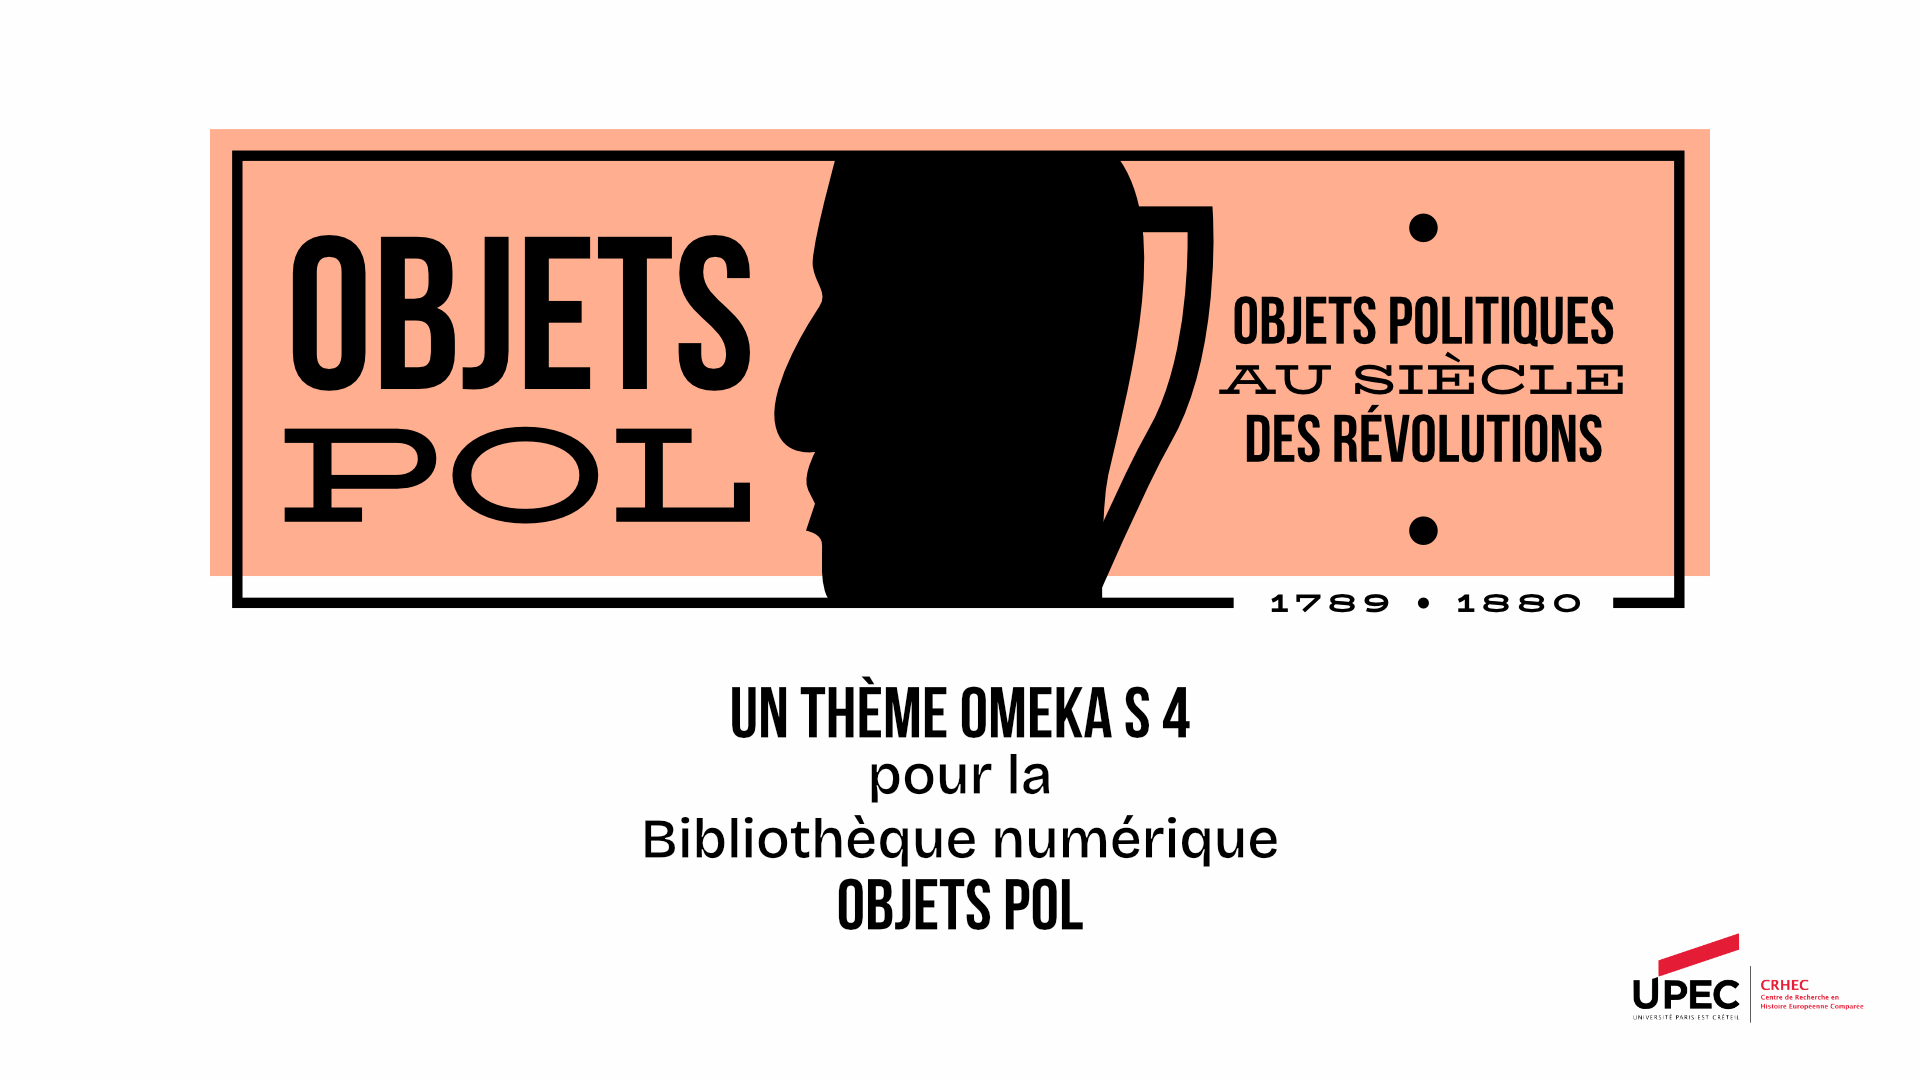 OBJETS
POL
OBJETS POLITIQUES
AU SIÈCLE
DES RÉVOLUTIONS
1789 • 1880
UN THÈME OMEKA S 4
pour la
Bibliothèque numérique
OBJETS POL
UPEC
UNIVERSITÉ PARIS-EST CRÉTEIL
CRHEC
Centre de Recherche en
Histoire Européenne Comparée